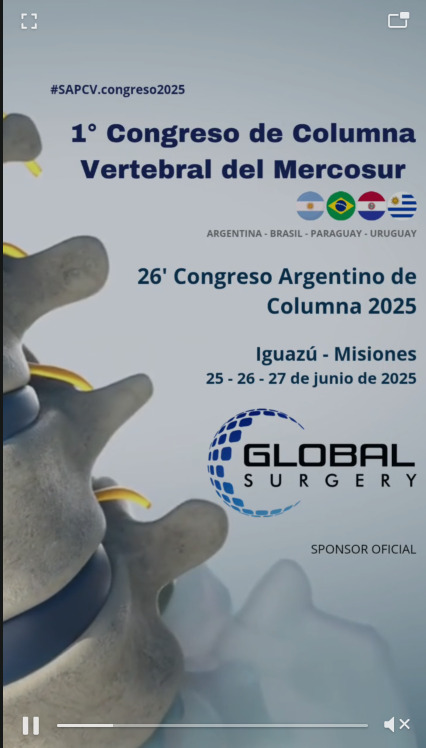 #SAPCV.congreso2025
1° Congreso de Columna
Vertebral del Mercosur
ARGENTINA - BRASIL - PARAGUAY - URUGUAY
26' Congreso Argentino de
Columna 2025
Iguazú - Misiones
25 - 26 - 27 de junio de 2025
GLOBAL
SURGERY
SPONSOR OFICIAL